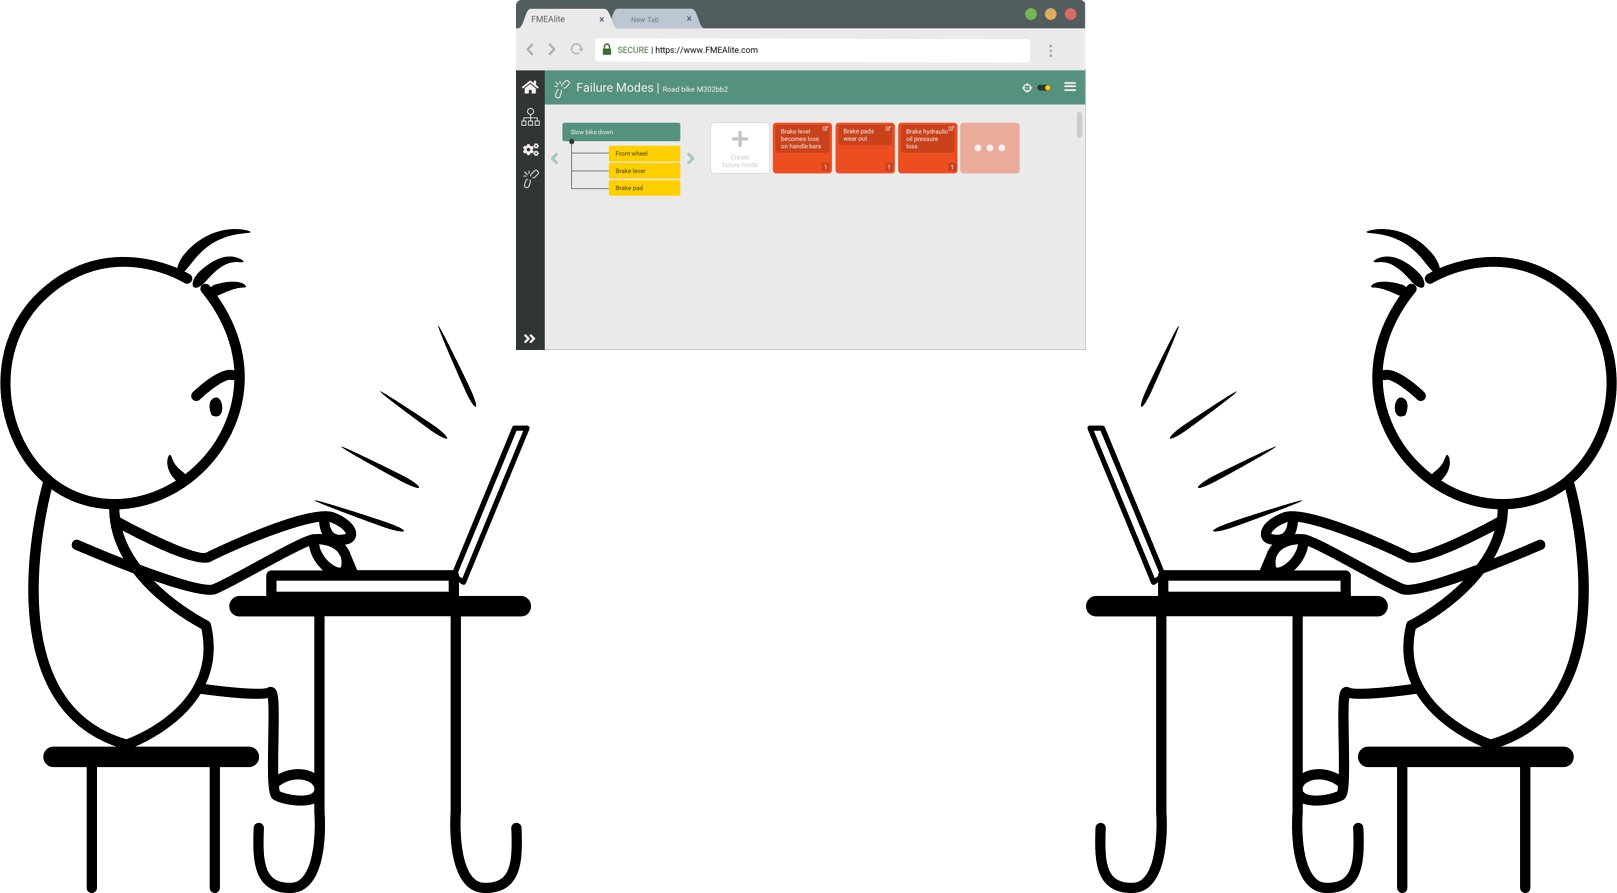 FMEAlite x New Tab x
SECURE | https://www.FMEAlite.com
Failure Modes | Road bike M302bb2
Slow bike down
Front wheel
Brake lever
Brake pad
Create
failure mode
Brake level
becomes lose
on handle bars
1
Brake pads
wear out
1
Brake hydraulic
oil pressure
loss
1